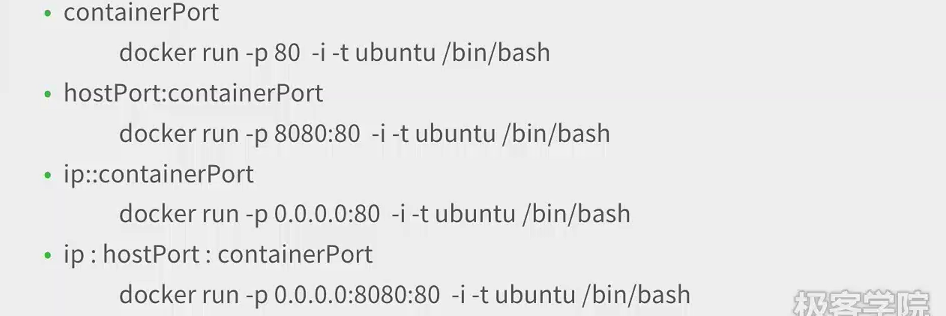 • containerPort
docker run -p 80 -i -t ubuntu /bin/bash
• hostPort:containerPort
docker run -p 8080:80 -i -t ubuntu /bin/bash
• ip::containerPort
docker run -p 0.0.0.0:80 -i -t ubuntu /bin/bash
• ip : hostPort : containerPort
docker run -p 0.0.0.0:8080:80 -i -t ubuntu /bin/bash
极客学院